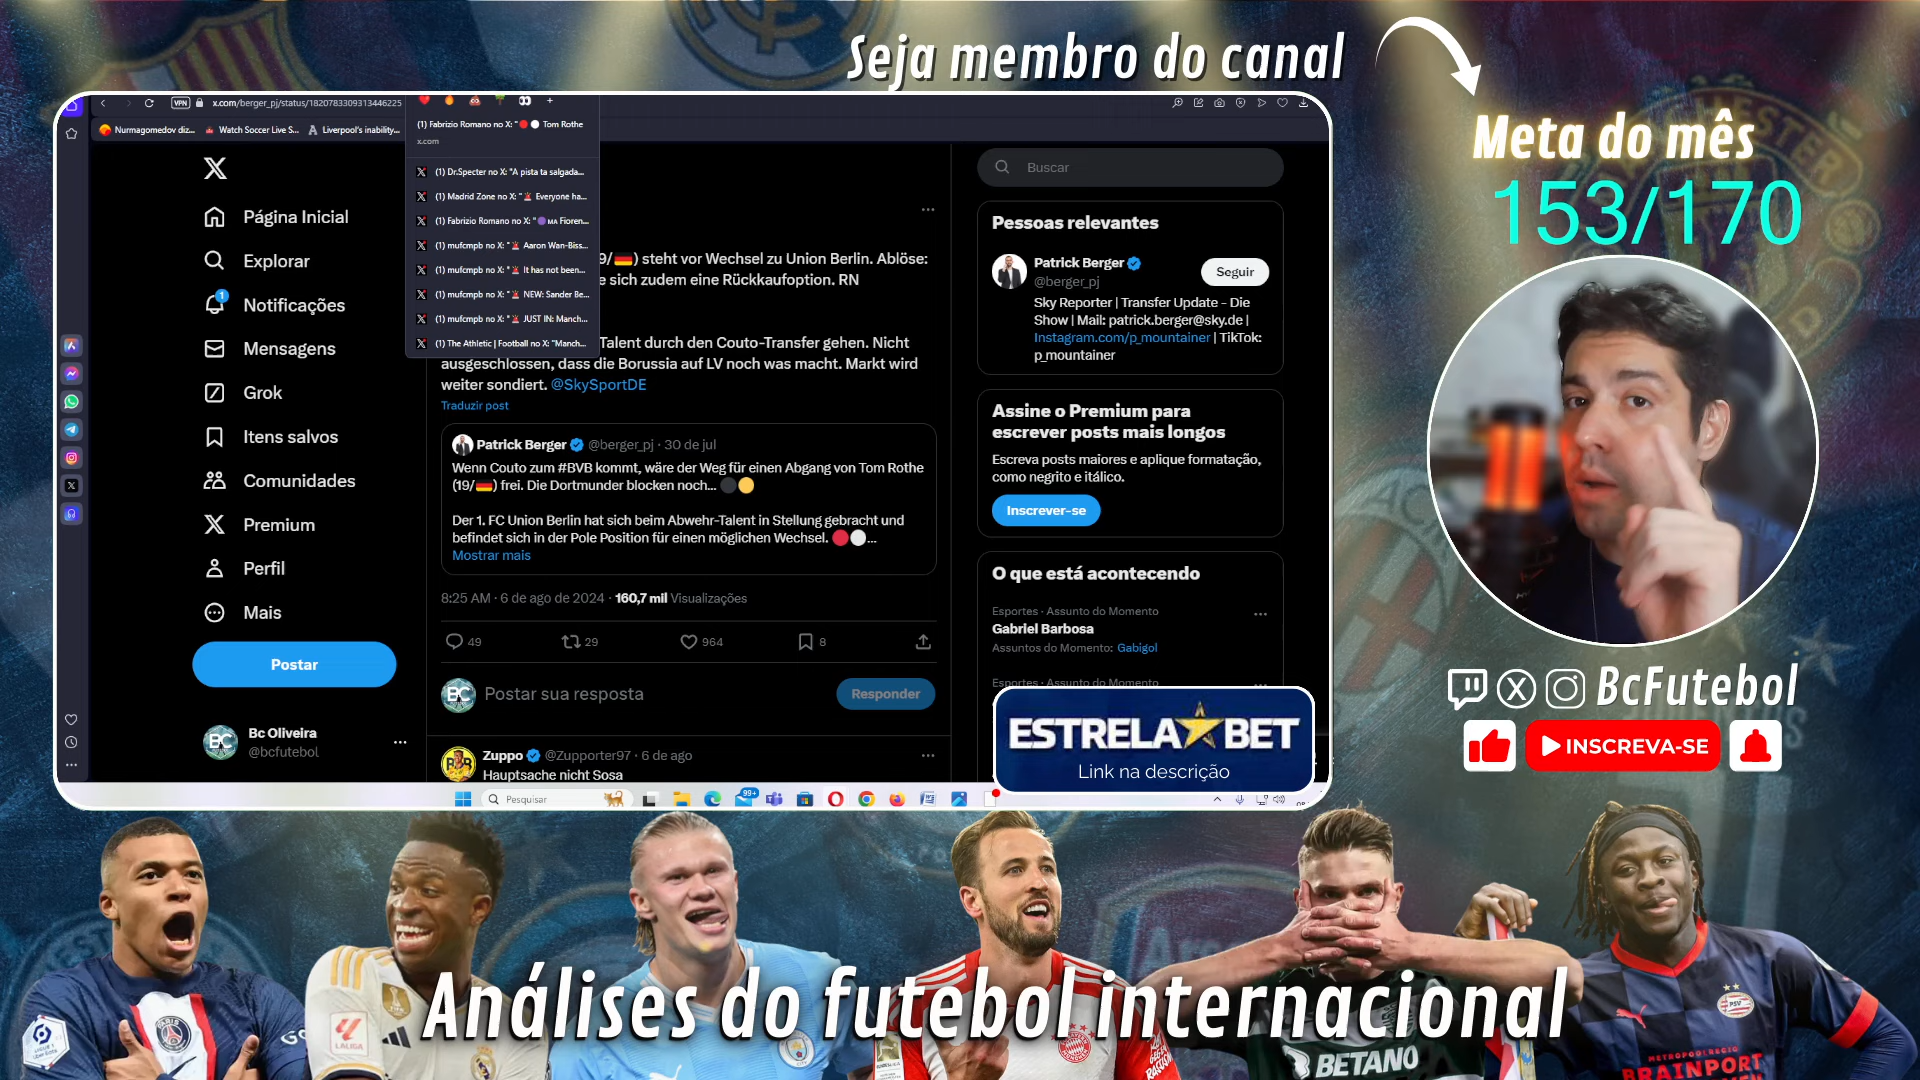 Seja membro do canal
Meta do mês
153/170
VPN
x.com/berger_pj/status/1820783309313446225
Nurmagomedov diz...
Watch Soccer Live S...
Liverpool's inability...
(1) Fabrizio Romano no X: "🔴⚪ Tom Rothe
x.com
(1) Dr.Specter no X: "A pista ta salgada...
(1) Madrid Zone no X: "🚨 Everyone ha...
(1) Fabrizio Romano no X: "🟣 MA Fioren...
(1) mufcmpb no X: "🚨 Aaron Wan-Biss...
(1) mufcmpb no X: "🚨 It has not been...
(1) mufcmpb no X: "🚨 NEW: Sander Be...
(1) mufcmpb no X: "🚨 JUST IN: Manch...
(1) The Athletic | Football no X: "Manch...
Página Inicial
Explorar
1
Notificações
Mensagens
Grok
Itens salvos
Comunidades
Premium
Perfil
Mais
Postar
Bc Oliveira
@bcfutebol
9/🇩🇪) steht vor Wechsel zu Union Berlin. Ablöse:
e sich zudem eine Rückkaufoption. RN
Talent durch den Couto-Transfer gehen. Nicht
ausgeschlossen, dass die Borussia auf LV noch was macht. Markt wird
weiter sondiert. @SkySportDE
Traduzir post
Patrick Berger @berger_pj · 30 de jul
Wenn Couto zum #BVB kommt, wäre der Weg für einen Abgang von Tom Rothe
(19/🇩🇪) frei. Die Dortmunder blocken noch... ⚫🟡
Der 1. FC Union Berlin hat sich beim Abwehr-Talent in Stellung gebracht und
befindet sich in der Pole Position für einen möglichen Wechsel. 🔴⚪...
Mostrar mais
8:25 AM · 6 de ago de 2024 · 160,7 mil Visualizações
49 29 964 8
BC Postar sua resposta Responder
Zuppo @Zupporter97 · 6 de ago
Hauptsache nicht Sosa
Buscar
Pessoas relevantes
Patrick Berger
@berger_pj
Seguir
Sky Reporter | Transfer Update - Die
Show | Mail: patrick.berger@sky.de |
Instagram.com/p_mountainer | TikTok:
p_mountainer
Assine o Premium para
escrever posts mais longos
Escreva posts maiores e aplique formatação,
como negrito e itálico.
Inscrever-se
O que está acontecendo
Esportes · Assunto do Momento
Gabriel Barbosa
Assuntos do Momento: Gabigol
Esportes · Assunto do Momento
ESTRELA BET
Link na descrição
Pesquisar
99+
BcFutebol
INSCREVA-SE
Análises do futebol internacional
LALIGA
BETANO
PSV
METROPOOLREGIO
BRAINPORT